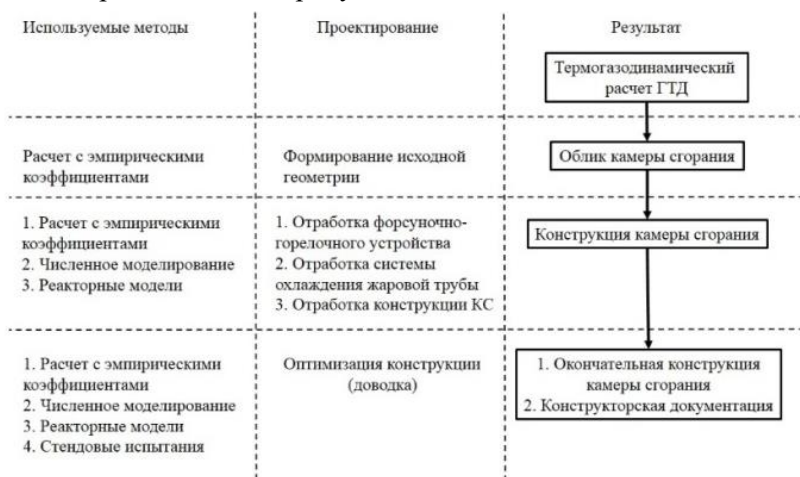 Используемые методы
Проектирование
Результат
Термогазодинамический
расчет ГТД
Расчет с эмпирическими
коэффициентами
Формирование исходной
геометрии
Облик камеры сгорания
1. Расчет с эмпирическими
коэффициентами
2. Численное моделирование
3. Реакторные модели
1. Отработка форсуночно-
горелочного устройства
2. Отработка системы
охлаждения жаровой трубы
3. Отработка конструкции КС
Конструкция камеры сгорания
1. Расчет с эмпирическими
коэффициентами
2. Численное моделирование
3. Реакторные модели
4. Стендовые испытания
Оптимизация конструкции
(доводка)
1. Окончательная конструкция
камеры сгорания
2. Конструкторская документация